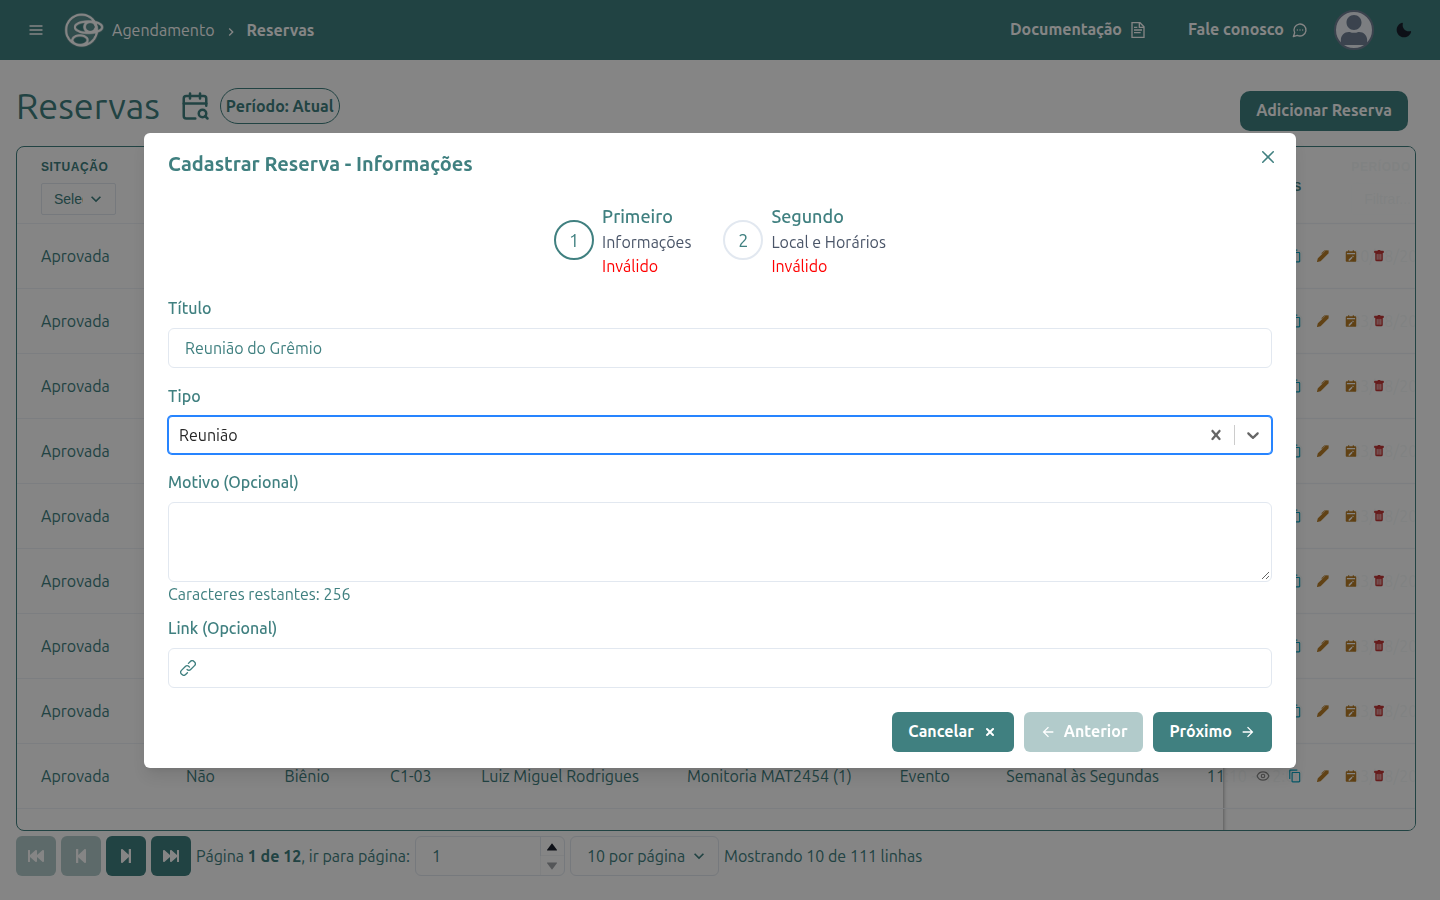 Agendamento › Reservas
Documentação
Fale conosco
Reservas
Período: Atual
Adicionar Reserva
SITUAÇÃO
Sele
Cadastrar Reserva - Informações
1
Primeiro
Informações
Inválido
2
Segundo
Local e Horários
Inválido
Título
Reunião do Grêmio
Tipo
Reunião
Motivo (Opcional)
Caracteres restantes: 256
Link (Opcional)
Cancelar
Anterior
Próximo
Aprovada
Aprovada
Aprovada
Aprovada
Aprovada
Aprovada
Aprovada
Aprovada
Aprovada Não Biênio C1-03 Luiz Miguel Rodrigues Monitoria MAT2454 (1) Evento Semanal às Segundas 11
Página 1 de 12, ir para página: 1
10 por página
Mostrando 10 de 111 linhas